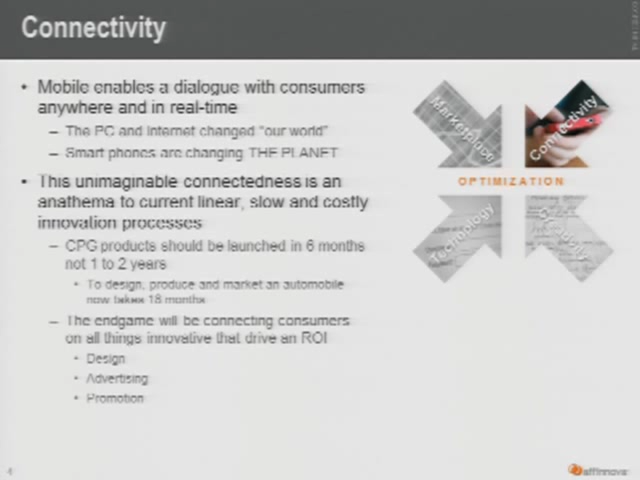 Connectivity
• Mobile enables a dialogue with consumers
anywhere and in real-time
– The PC and Internet changed "our world"
– Smart phones are changing THE PLANET
• This unimaginable connectedness is an
anathema to current linear, slow and costly
innovation processes
– CPG products should be launched in 6 months
not 1 to 2 years
• To design, produce and market an automobile
now takes 18 months
– The endgame will be connecting consumers
on all things innovative that drive an ROI
• Design
• Advertising
• Promotion
Marketplace
Connectivity
OPTIMIZATION
Technology
affinnova